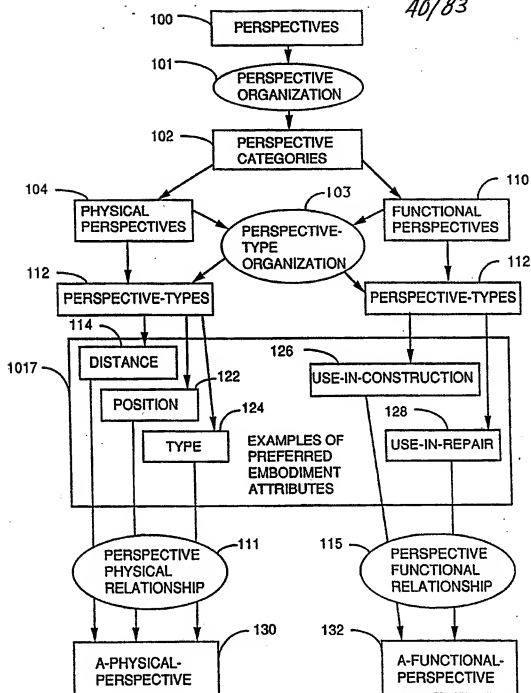 40/83
100
PERSPECTIVES
101
PERSPECTIVE
ORGANIZATION
102
PERSPECTIVE
CATEGORIES
104
PHYSICAL
PERSPECTIVES
103
PERSPECTIVE-
TYPE
ORGANIZATION
110
FUNCTIONAL
PERSPECTIVES
112
PERSPECTIVE-TYPES
112
PERSPECTIVE-TYPES
1017
114
DISTANCE
122
POSITION
124
TYPE
126
USE-IN-CONSTRUCTION
128
USE-IN-REPAIR
EXAMPLES OF
PREFERRED
EMBODIMENT
ATTRIBUTES
111
PERSPECTIVE
PHYSICAL
RELATIONSHIP
115
PERSPECTIVE
FUNCTIONAL
RELATIONSHIP
130
A-PHYSICAL-
PERSPECTIVE
132
A-FUNCTIONAL-
PERSPECTIVE